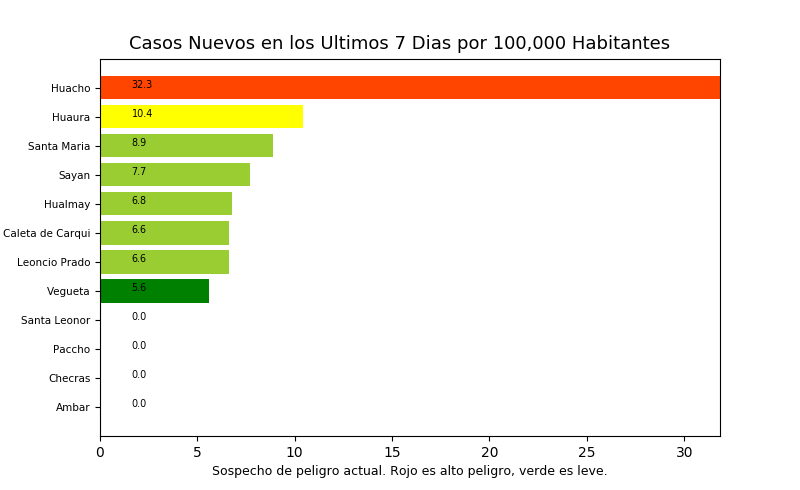 Casos Nuevos en los Ultimos 7 Dias por 100,000 Habitantes
Huacho 32.3
Huaura 10.4
Santa Maria 8.9
Sayan 7.7
Hualmay 6.8
Caleta de Carqui 6.6
Leoncio Prado 6.6
Vegueta 5.6
Santa Leonor 0.0
Paccho 0.0
Checras 0.0
Ambar 0.0
0 5 10 15 20 25 30
Sospecho de peligro actual. Rojo es alto peligro, verde es leve.